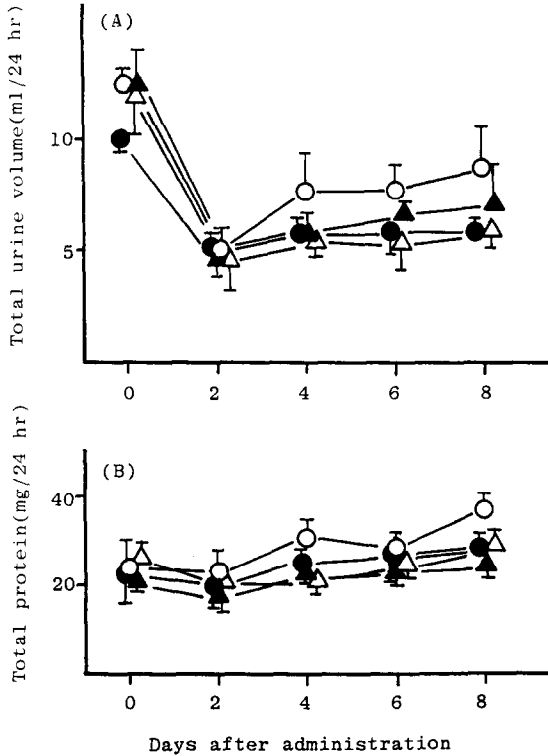 Total urine volume(ml/24 hr)
(A)
10
5
0 2 4 6 8
Total protein(mg/24 hr)
(B)
40
20
0 2 4 6 8
Days after administration